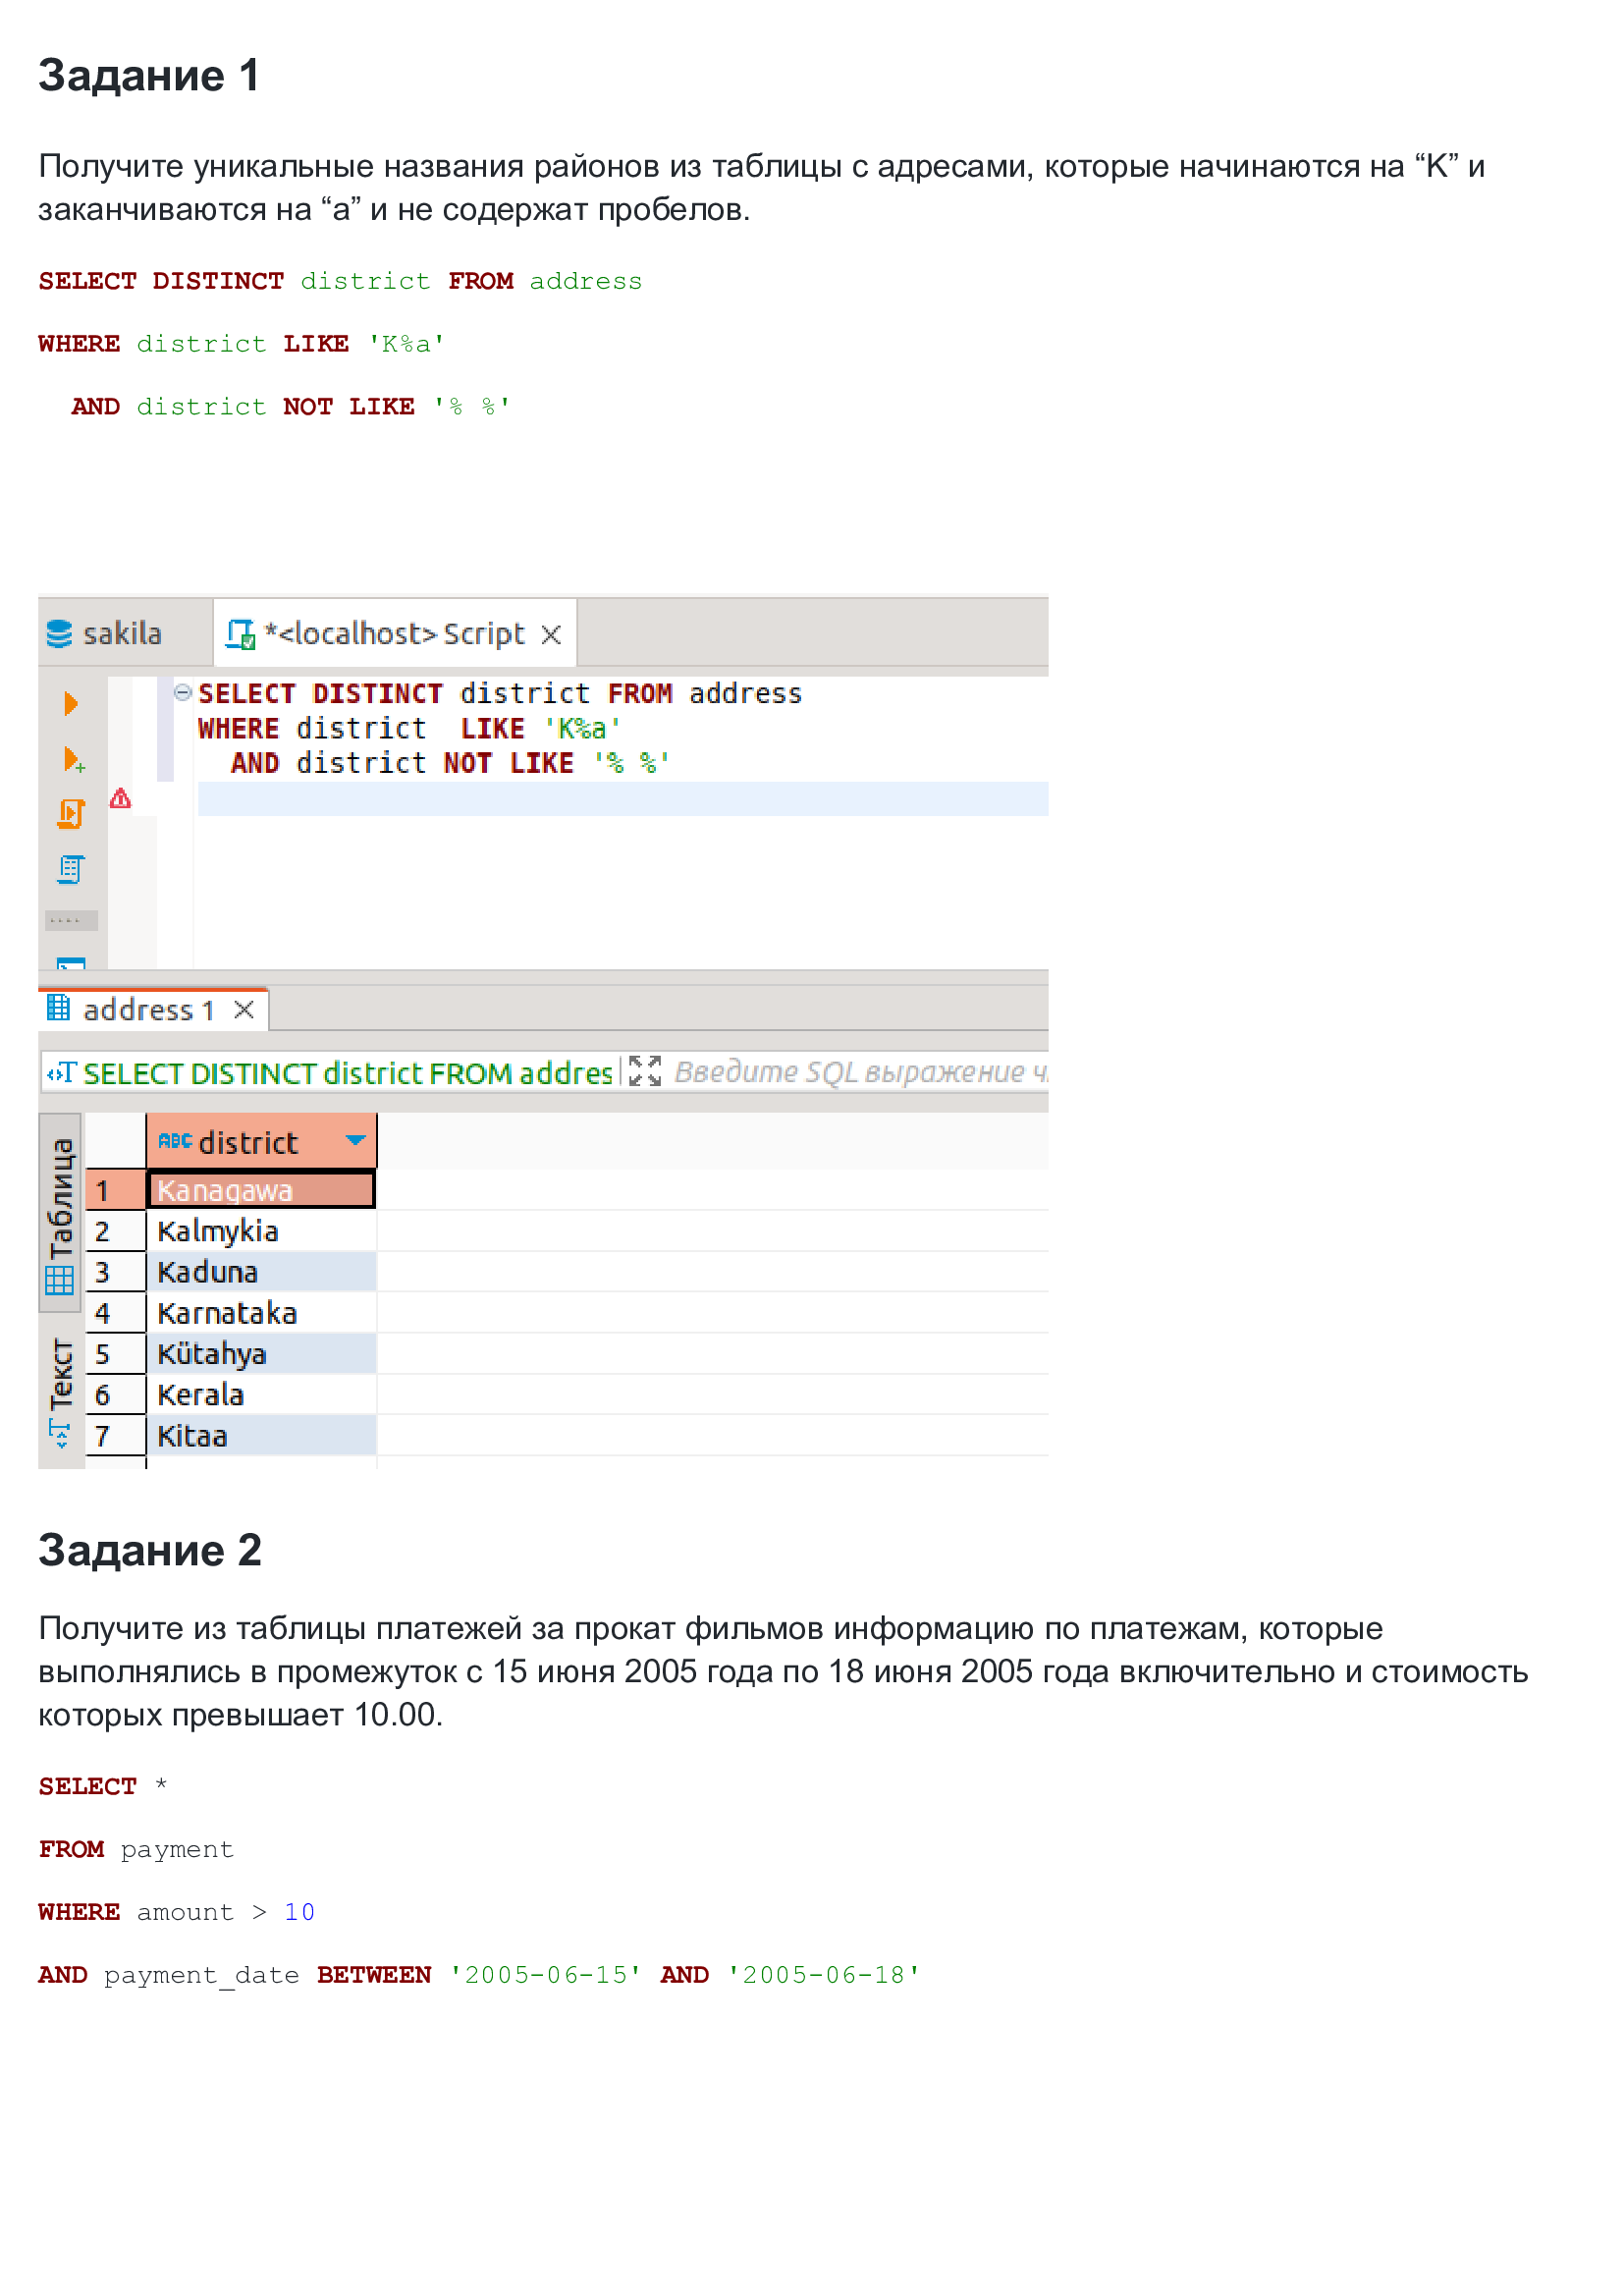 Задание 1
Получите уникальные названия районов из таблицы с адресами, которые начинаются на “K” и
заканчиваются на “a” и не содержат пробелов.
SELECT DISTINCT district FROM address
WHERE district LIKE 'K%a'
AND district NOT LIKE '% %'
sakila
*<localhost> Script
SELECT DISTINCT district FROM address
WHERE district  LIKE 'K%a'
AND district NOT LIKE '% %'
address 1
SELECT DISTINCT district FROM addres
Введите SQL выражение ч
Таблица
Текст
ABC district
1 Kanagawa
2 Kalmykia
3 Kaduna
4 Karnataka
5 Kütahya
6 Kerala
7 Kitaa
Задание 2
Получите из таблицы платежей за прокат фильмов информацию по платежам, которые
выполнялись в промежуток с 15 июня 2005 года по 18 июня 2005 года включительно и стоимость
которых превышает 10.00.
SELECT *
FROM payment
WHERE amount > 10
AND payment_date BETWEEN '2005-06-15' AND '2005-06-18'